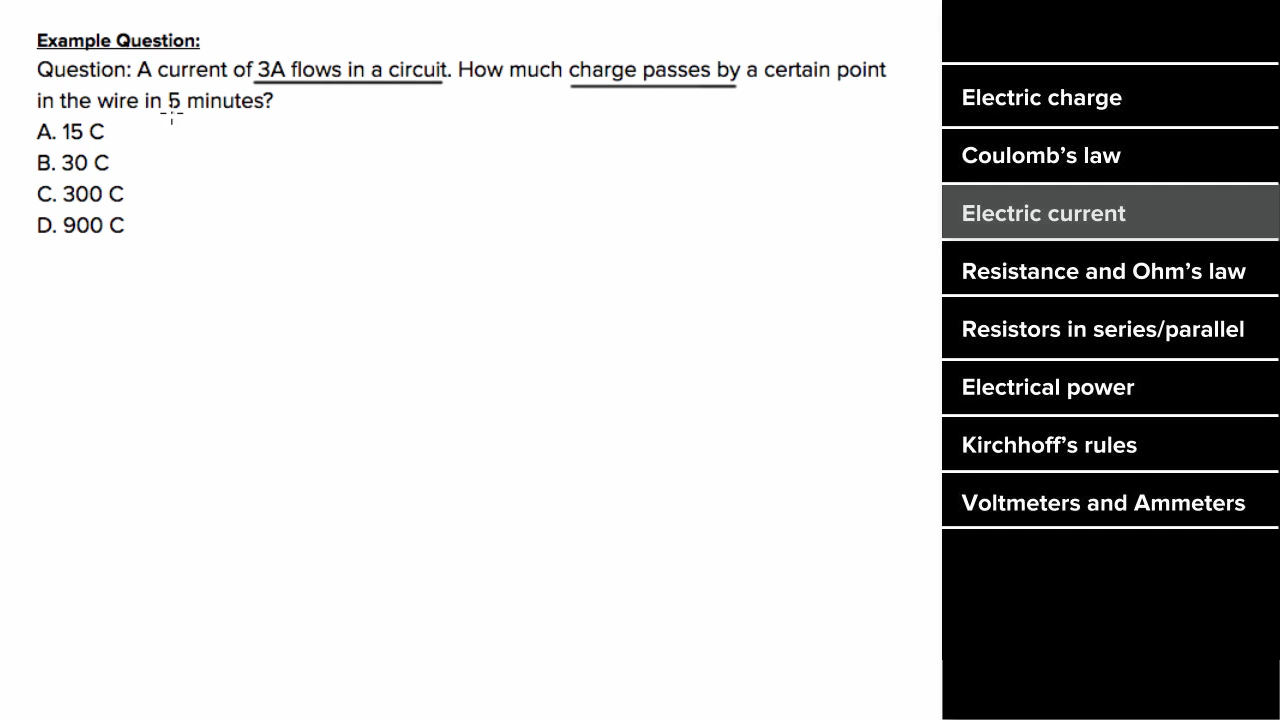 Example Question:
Question: A current of 3A flows in a circuit. How much charge passes by a certain point
in the wire in 5 minutes?
A. 15 C
B. 30 C
C. 300 C
D. 900 C
Electric charge
Coulomb’s law
Electric current
Resistance and Ohm’s law
Resistors in series/parallel
Electrical power
Kirchhoff’s rules
Voltmeters and Ammeters